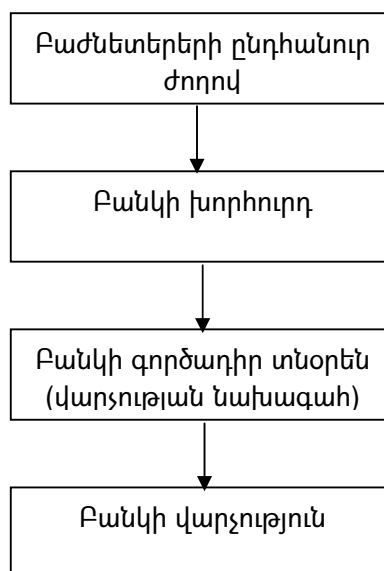 Բաժնետերերի ընդհանուր
ժողով
Բանկի խորհուրդ
Բանկի գործադիր տնօրեն
(վարչության նախագահ)
Բանկի վարչություն